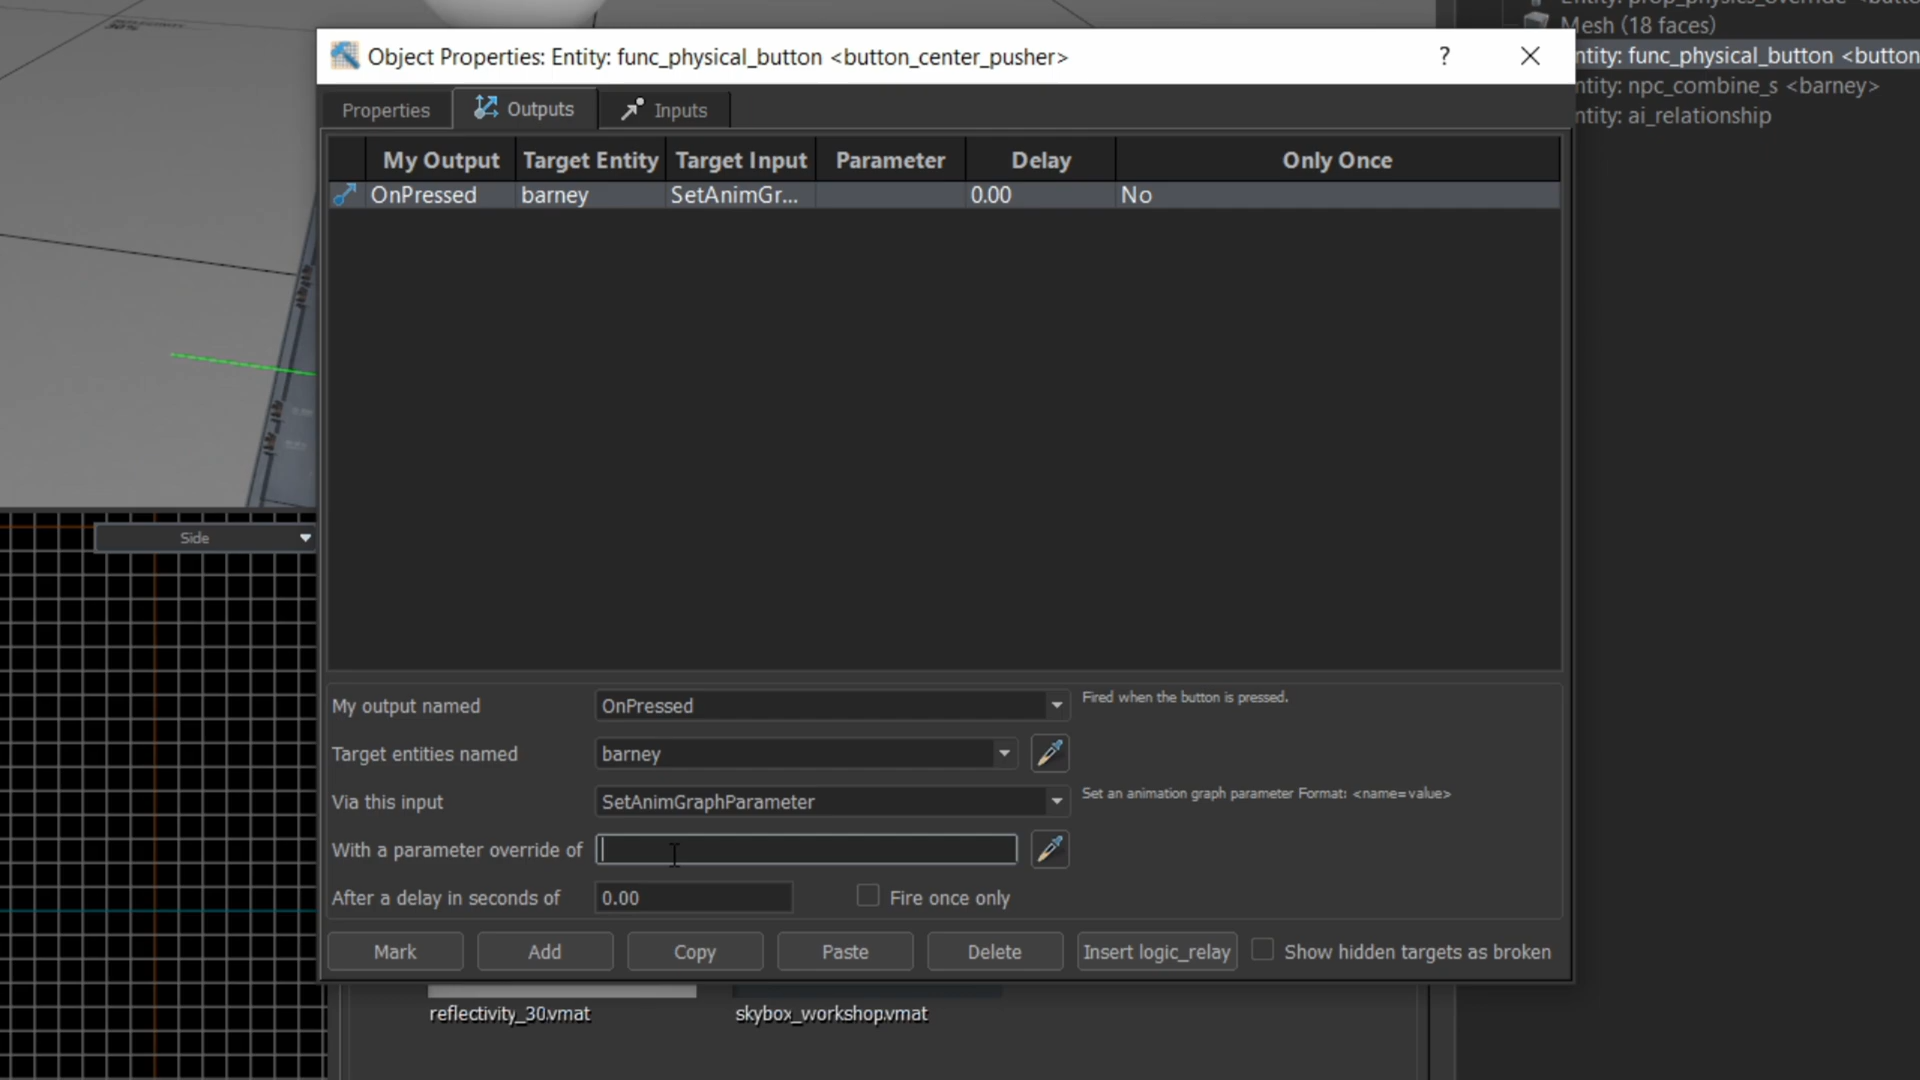 Mesh (18 faces)
Object Properties: Entity: func_physical_button <button_center_pusher>
?
ntity: func_physical_button <button
ntity: npc_combine_s <barney>
ntity: ai_relationship
Properties
Outputs
Inputs
My Output Target Entity Target Input Parameter Delay Only Once
OnPressed barney SetAnimGr... 0.00 No
Side
My output named OnPressed Fired when the button is pressed.
Target entities named barney
Via this input SetAnimGraphParameter Set an animation graph parameter Format: <name=value>
With a parameter override of
After a delay in seconds of 0.00 Fire once only
Mark Add Copy Paste Delete Insert logic_relay Show hidden targets as broken
reflectivity_30.vmat skybox_workshop.vmat